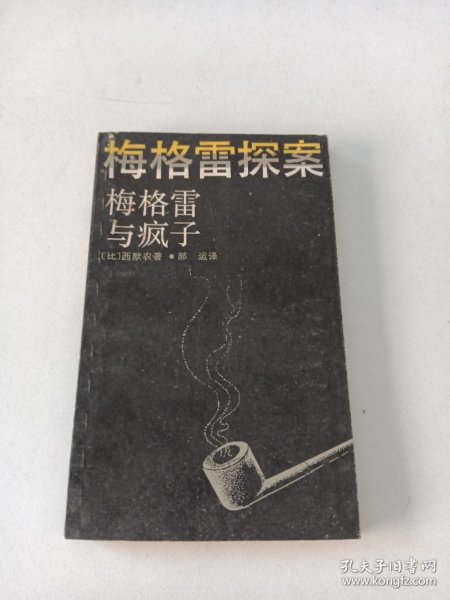 梅格雷探案
梅格雷
与疯子
〔比〕西默农著 • 郝 运译
孔夫子旧书网
www.kongfz.com